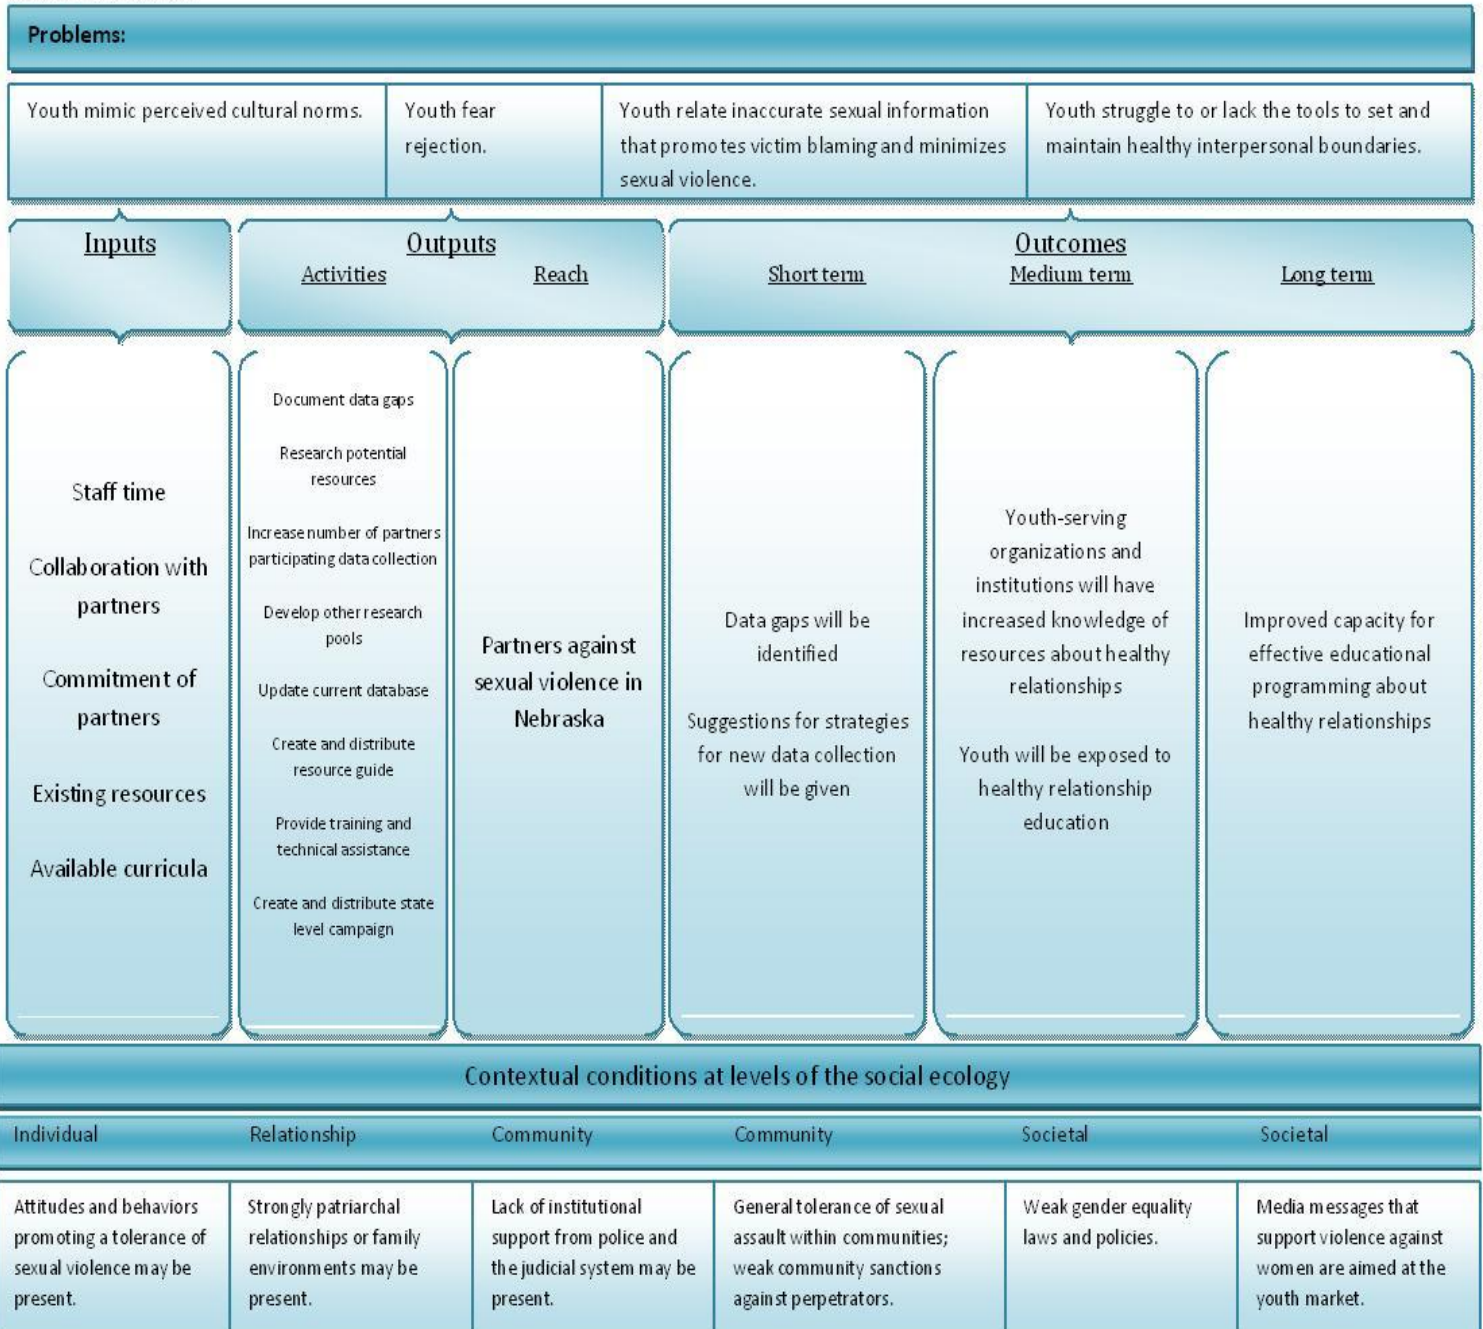 Problems:
Youth mimic perceived cultural norms.
Youth fear
rejection.
Youth relate inaccurate sexual information
that promotes victim blaming and minimizes
sexual violence.
Youth struggle to or lack the tools to set and
maintain healthy interpersonal boundaries.
Inputs
Outputs
Activities
Reach
Outcomes
Short term
Medium term
Long term
Staff time
Collaboration with
partners
Commitment of
partners
Existing resources
Available curricula
Document data gaps
Research potential
resources
Increase number of partners
participating data collection
Develop other research
pools
Update current database
Create and distribute
resource guide
Provide training and
technical assistance
Create and distribute state
level campaign
Partners against
sexual violence in
Nebraska
Data gaps will be
identified
Suggestions for strategies
for new data collection
will be given
Youth-serving
organizations and
institutions will have
increased knowledge of
resources about healthy
relationships
Youth will be exposed to
healthy relationship
education
Improved capacity for
effective educational
programming about
healthy relationships
Contextual conditions at levels of the social ecology
Individual
Relationship
Community
Community
Societal
Societal
Attitudes and behaviors
promoting a tolerance of
sexual violence may be
present.
Strongly patriarchal
relationships or family
environments may be
present.
Lack of institutional
support from police and
the judicial system may be
present.
General tolerance of sexual
assault within communities;
weak community sanctions
against perpetrators.
Weak gender equality
laws and policies.
Media messages that
support violence against
women are aimed at the
youth market.